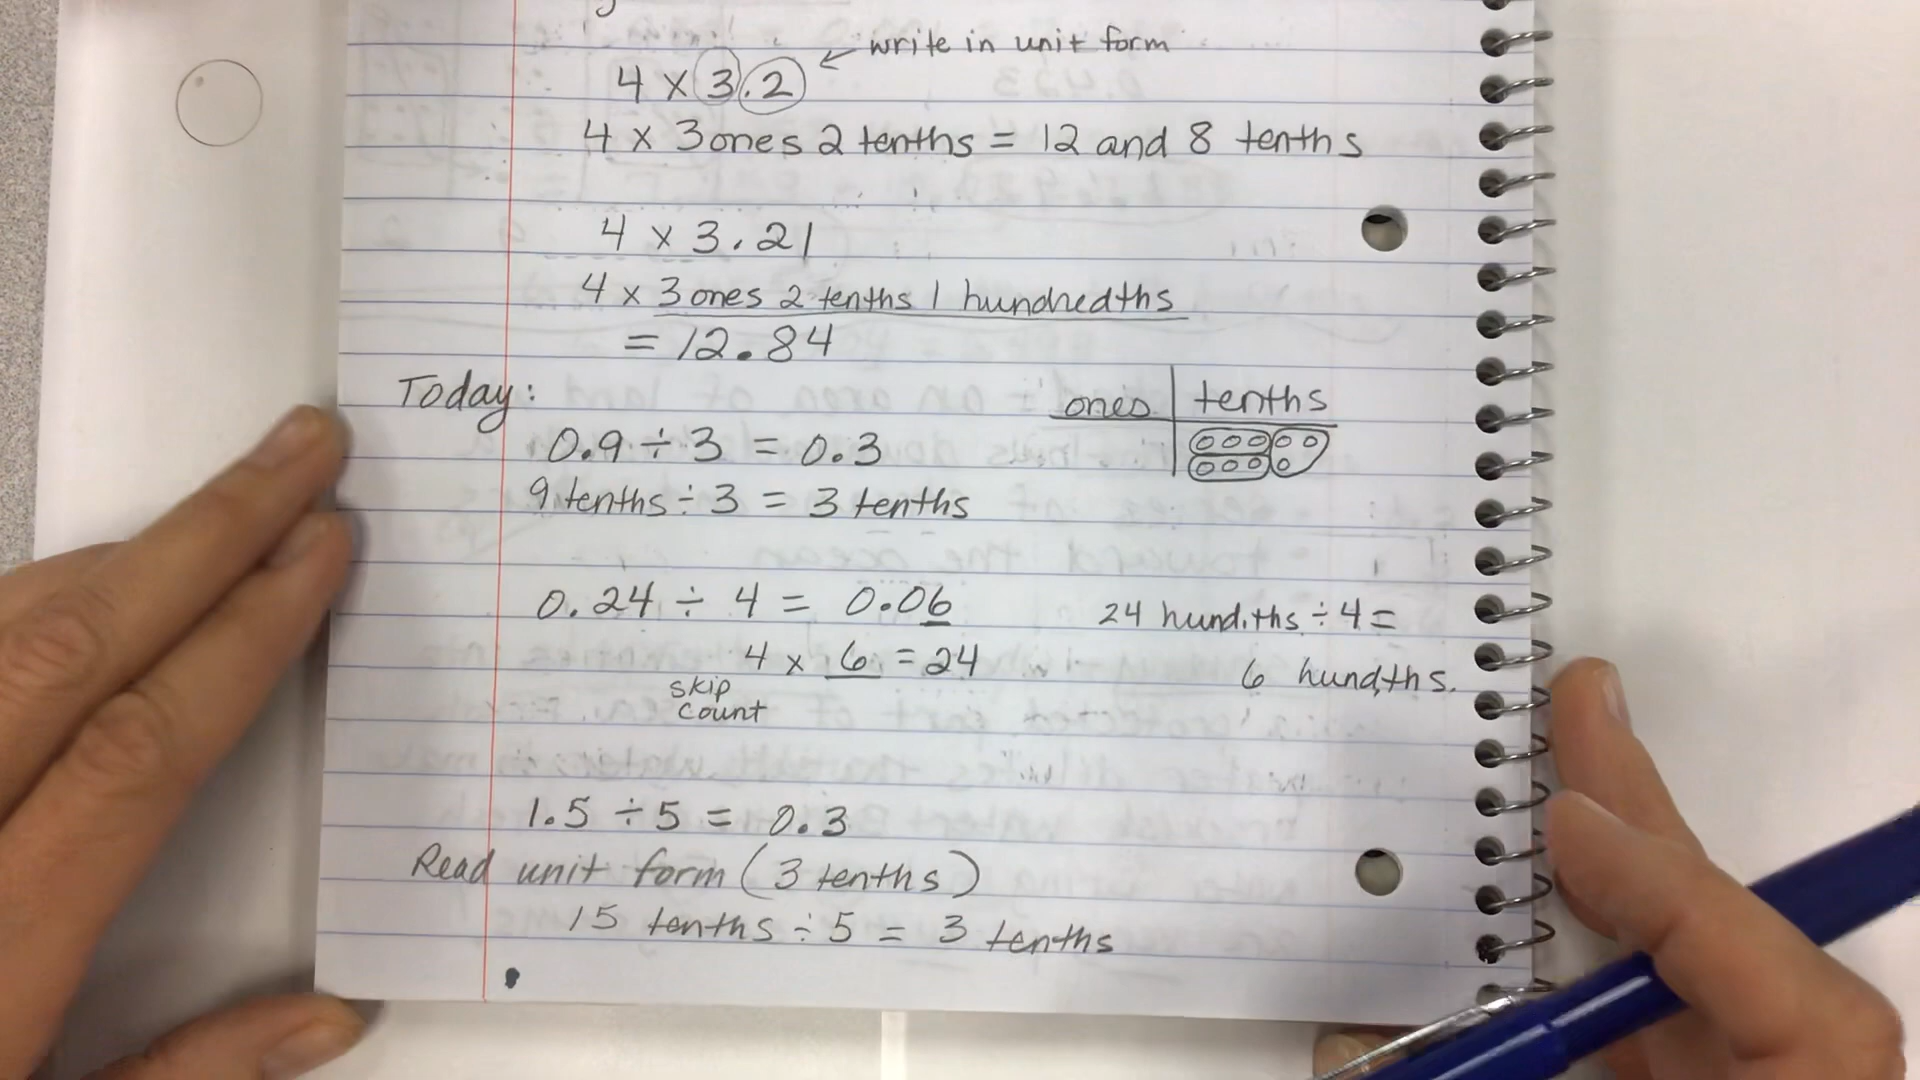 write in unit form
4 x 3.2
4 x 3 ones 2 tenths = 12 and 8 tenths
4 x 3.21
4 x 3 ones 2 tenths 1 hundredths
= 12.84
Today:
ones tenths
0.9 ÷ 3 = 0.3
9 tenths ÷ 3 = 3 tenths
0.24 ÷ 4 = 0.06
24 hundths ÷ 4 =
4 x 6 = 24
6 hundths.
skip
count
1.5 ÷ 5 = 0.3
Read unit form (3 tenths)
15 tenths ÷ 5 = 3 tenths